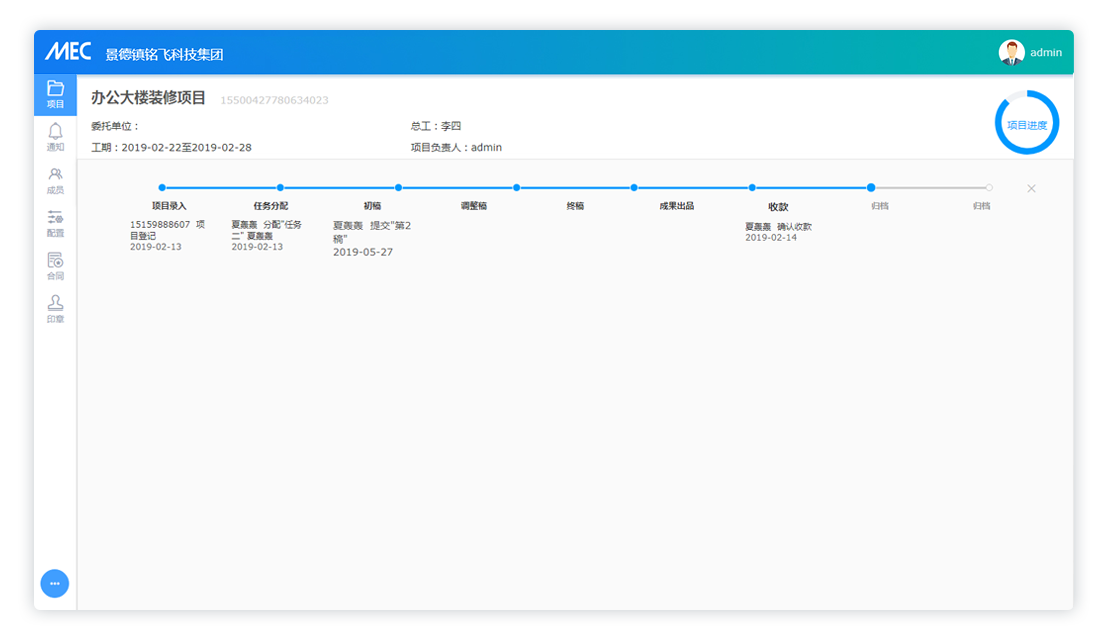 MEC 景德镇铭飞科技集团
admin
项目
通知
成员
配置
合同
印章
办公大楼装修项目 15500427780634023
委托单位： 总工：李四
工期：2019-02-22至2019-02-28 项目负责人：admin
项目进度
项目录入 任务分配 初稿 调整稿 终稿 成果出品 收款 归档 归档
15159888607 项
目登记
2019-02-13
夏轰轰 分配"任务
二" 夏轰轰
2019-02-13
夏轰轰 提交"第2
稿"
2019-05-27
夏轰轰 确认收款
2019-02-14